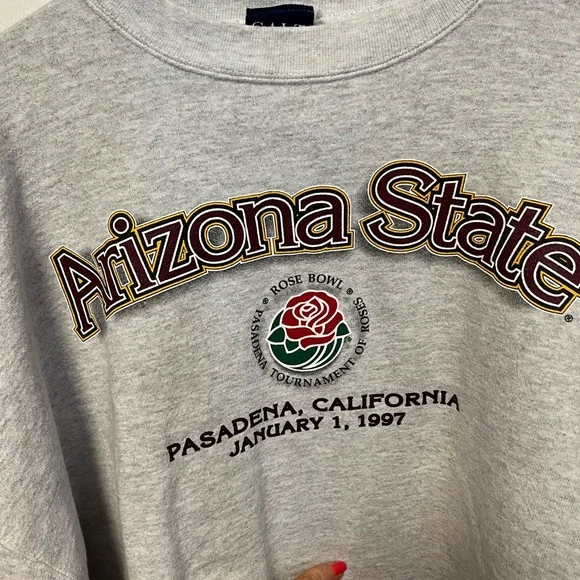 Arizona State®
ROSE BOWL®
PASADENA TOURNAMENT OF ROSES
PASADENA, CALIFORNIA
JANUARY 1, 1997